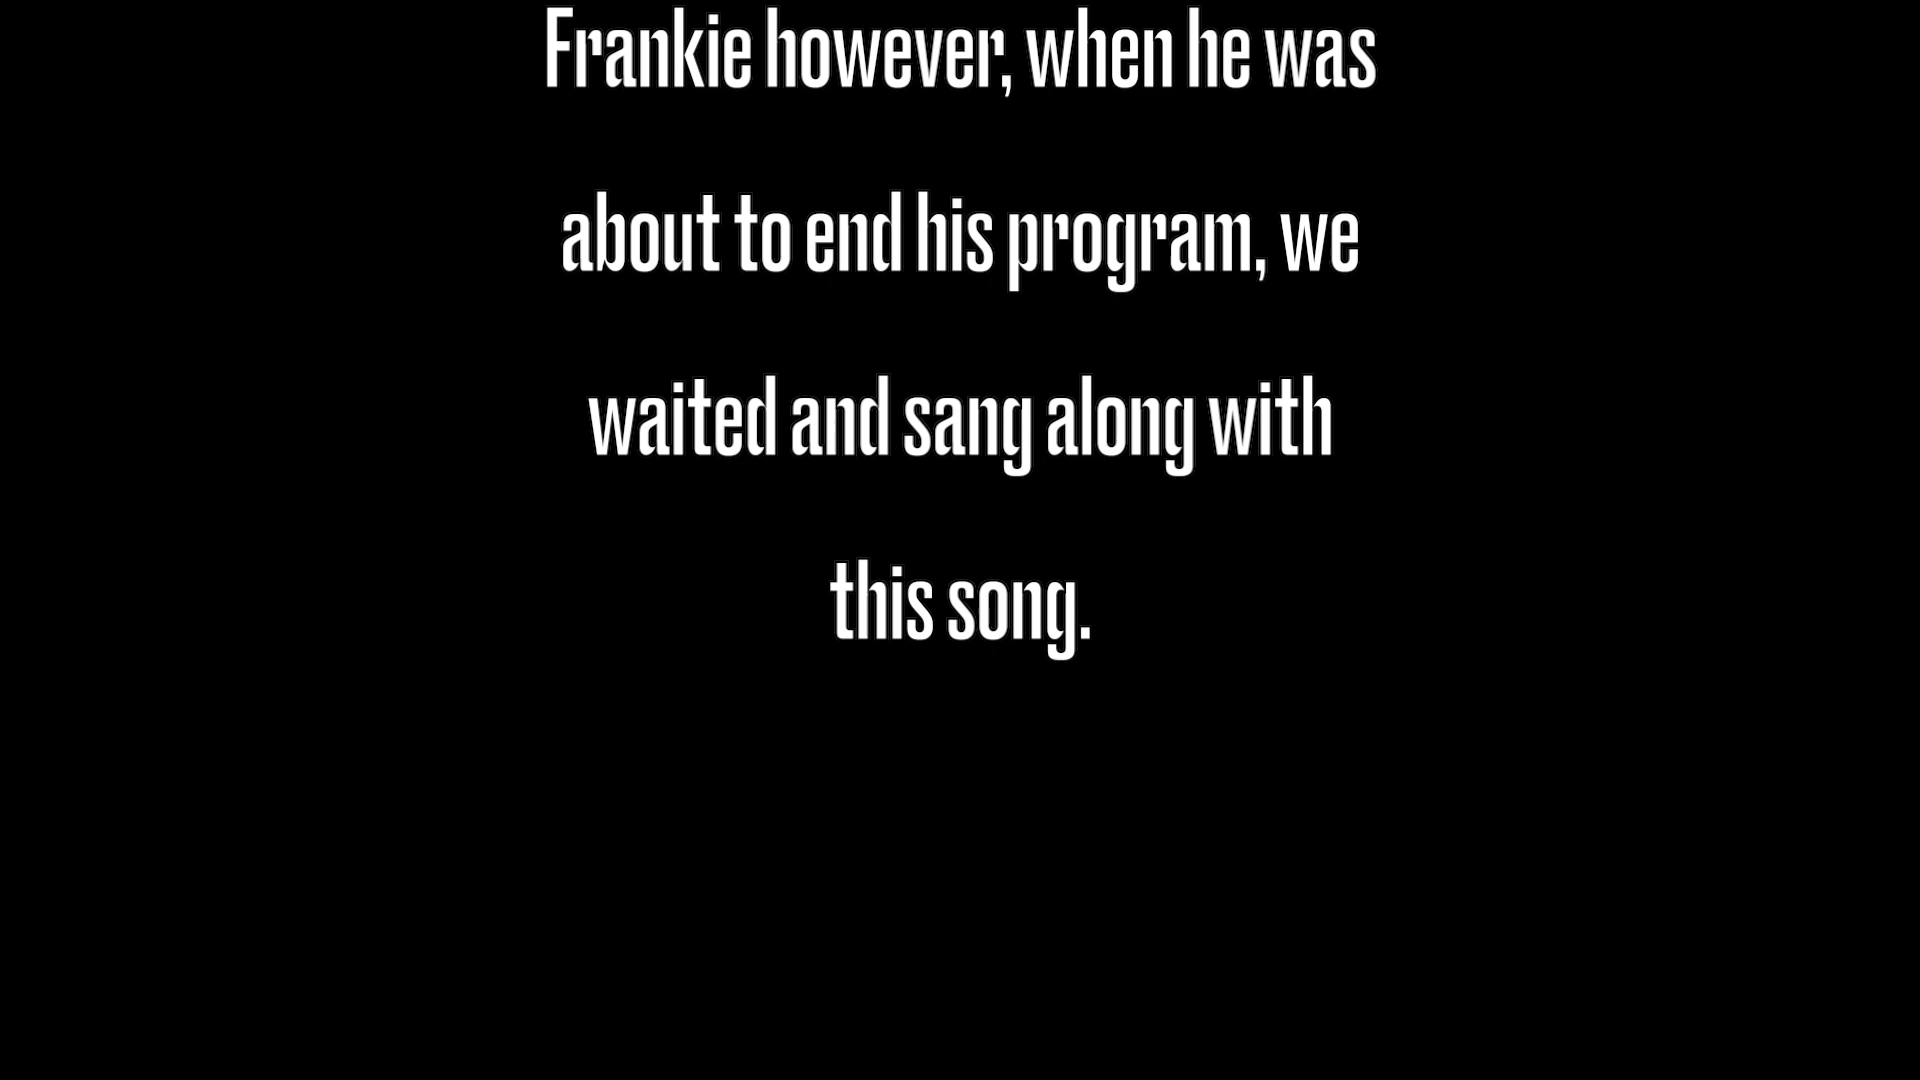 Frankie however, when he was
about to end his program, we
waited and sang along with
this song.